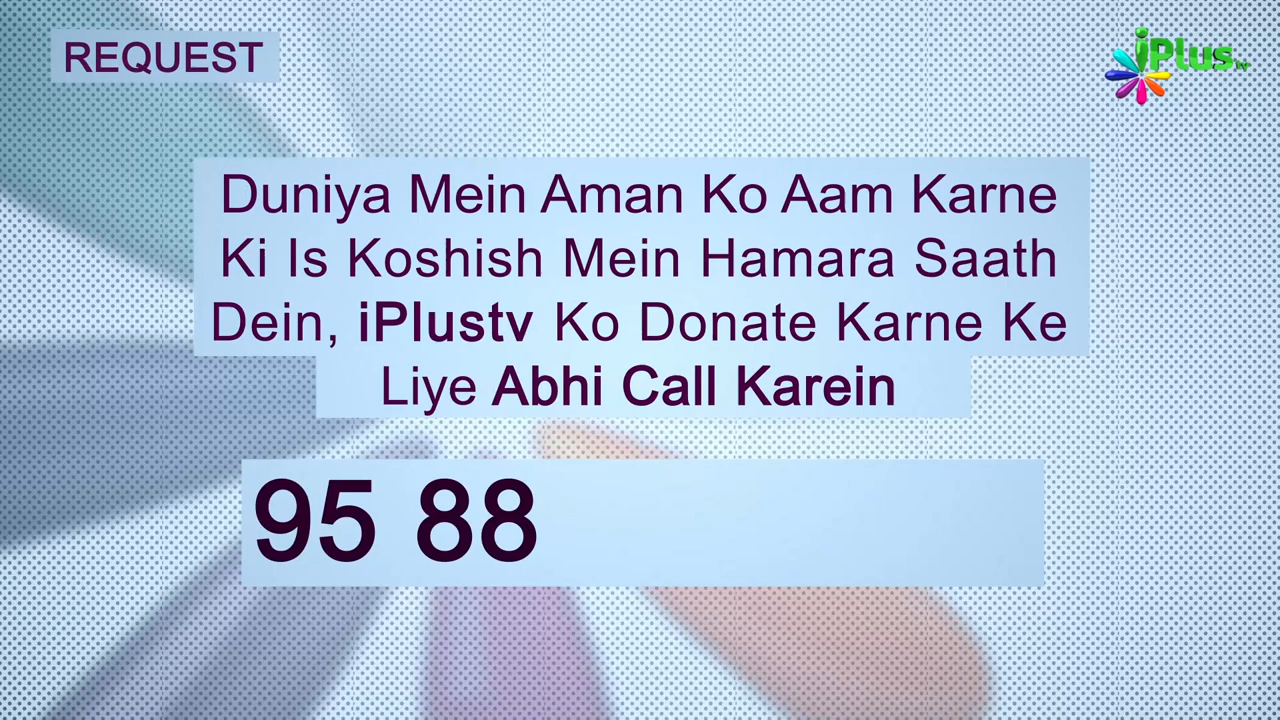 REQUEST
iPlus tv
Duniya Mein Aman Ko Aam Karne
Ki Is Koshish Mein Hamara Saath
Dein, iPlustv Ko Donate Karne Ke
Liye Abhi Call Karein
95 88